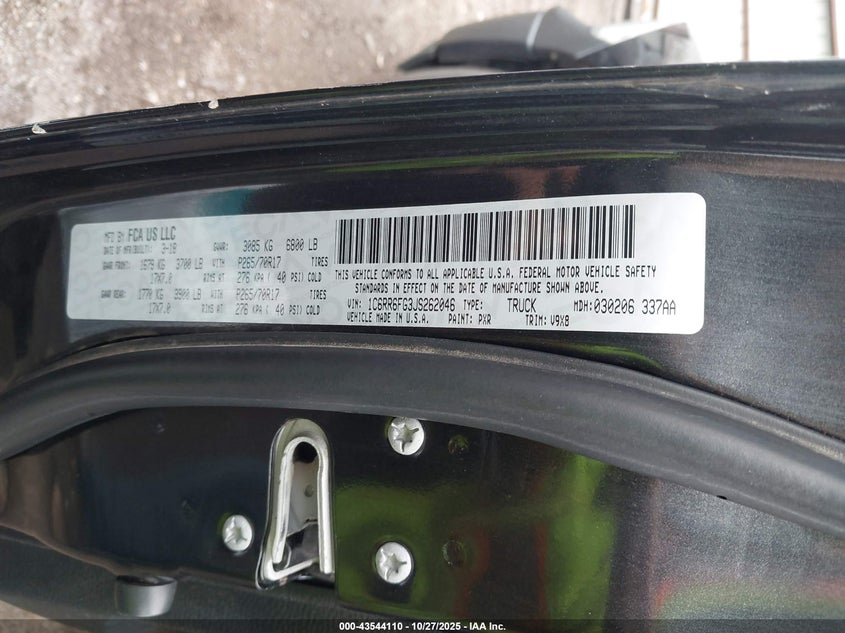 MFD BY FCA US LLC
DATE OF MFR(BUILT): 3-18 GVWR: 3085 KG 6800 LB
GAWR FRONT: 1679 KG 3700 LB WITH P265/70R17 TIRES
17X7.0 RIMS AT 276 KPA ( 40 PSI) COLD
GAWR REAR: 1770 KG 3900 LB WITH P265/70R17 TIRES
17X7.0 RIMS AT 276 KPA ( 40 PSI) COLD
THIS VEHICLE CONFORMS TO ALL APPLICABLE U.S.A. FEDERAL MOTOR VEHICLE SAFETY
STANDARDS IN EFFECT ON THE DATE OF MANUFACTURE SHOWN ABOVE.
VIN: 1C6RR6FG3JS262046 TYPE: TRUCK MDH: 030206 337AA
VEHICLE MADE IN U.S.A. PAINT: PXR TRIM: V9X8
000-43544110 | 10/27/2025 | IAA Inc.